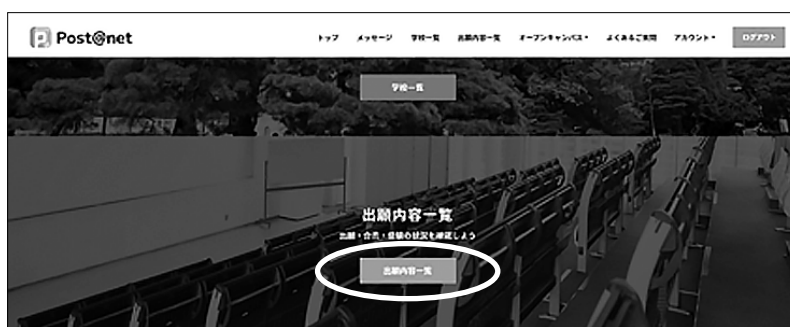 Post@net
トップ メッセージ 学校一覧 出願内容一覧 オープンキャンパス よくあるご質問 アカウント ログアウト
学校一覧
出願内容一覧
出願・合否・受験の状況を確認しよう
出願内容一覧